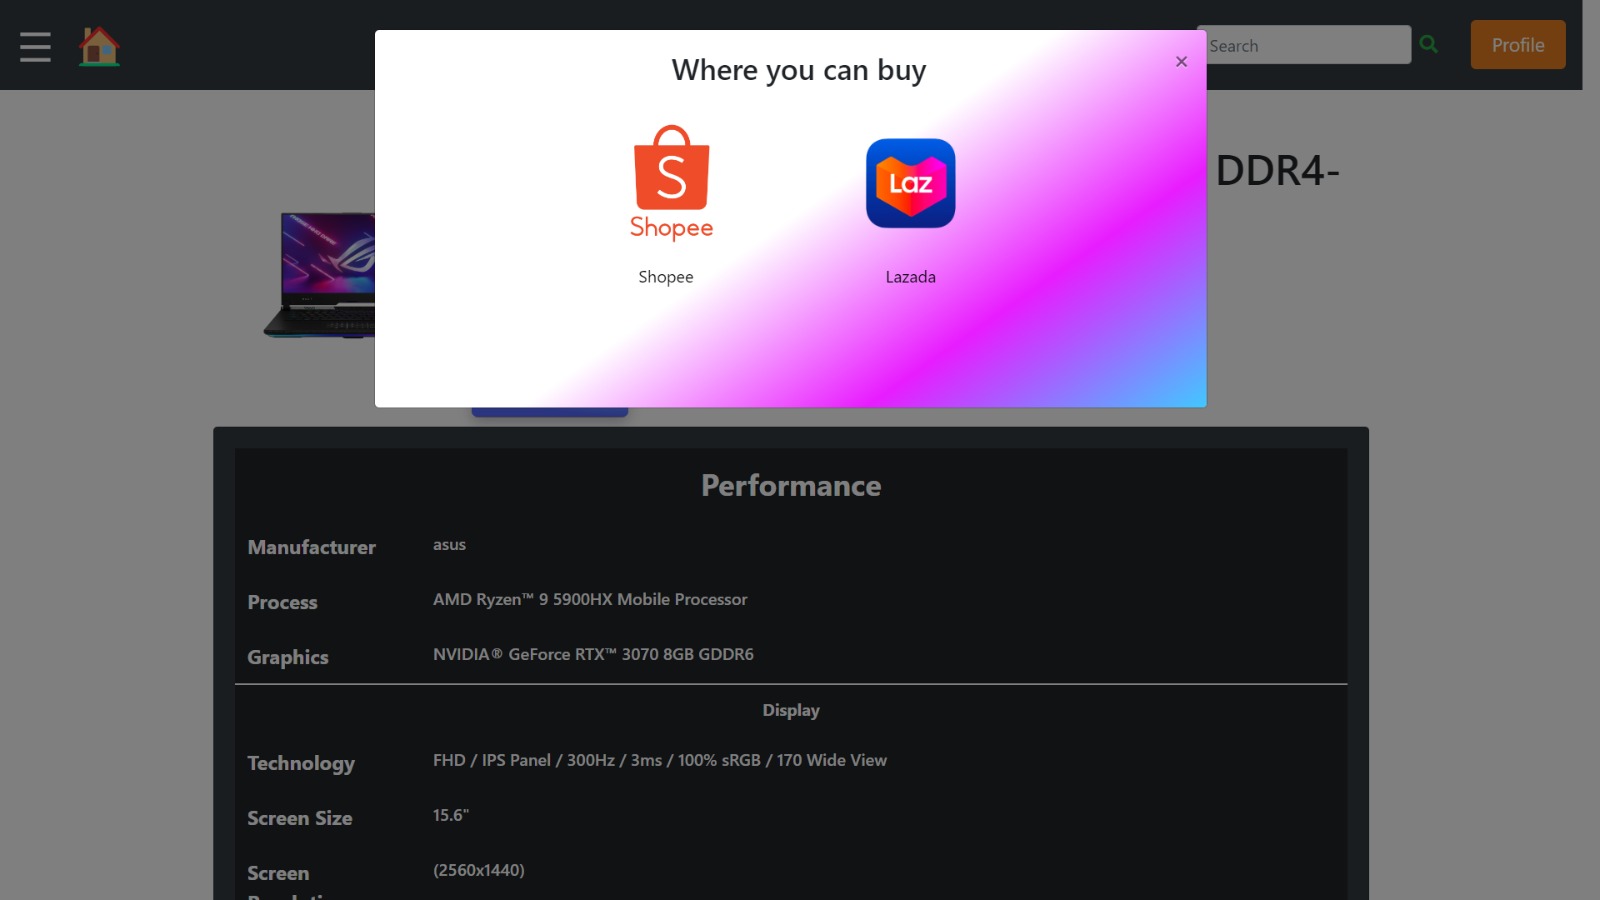 Search
Profile
Where you can buy
×
S
Shopee
Laz
Shopee
Lazada
DDR4-
Performance
Manufacturer asus
Process AMD Ryzen™ 9 5900HX Mobile Processor
Graphics NVIDIA® GeForce RTX™ 3070 8GB GDDR6
Display
Technology FHD / IPS Panel / 300Hz / 3ms / 100% sRGB / 170 Wide View
Screen Size 15.6"
Screen (2560x1440)